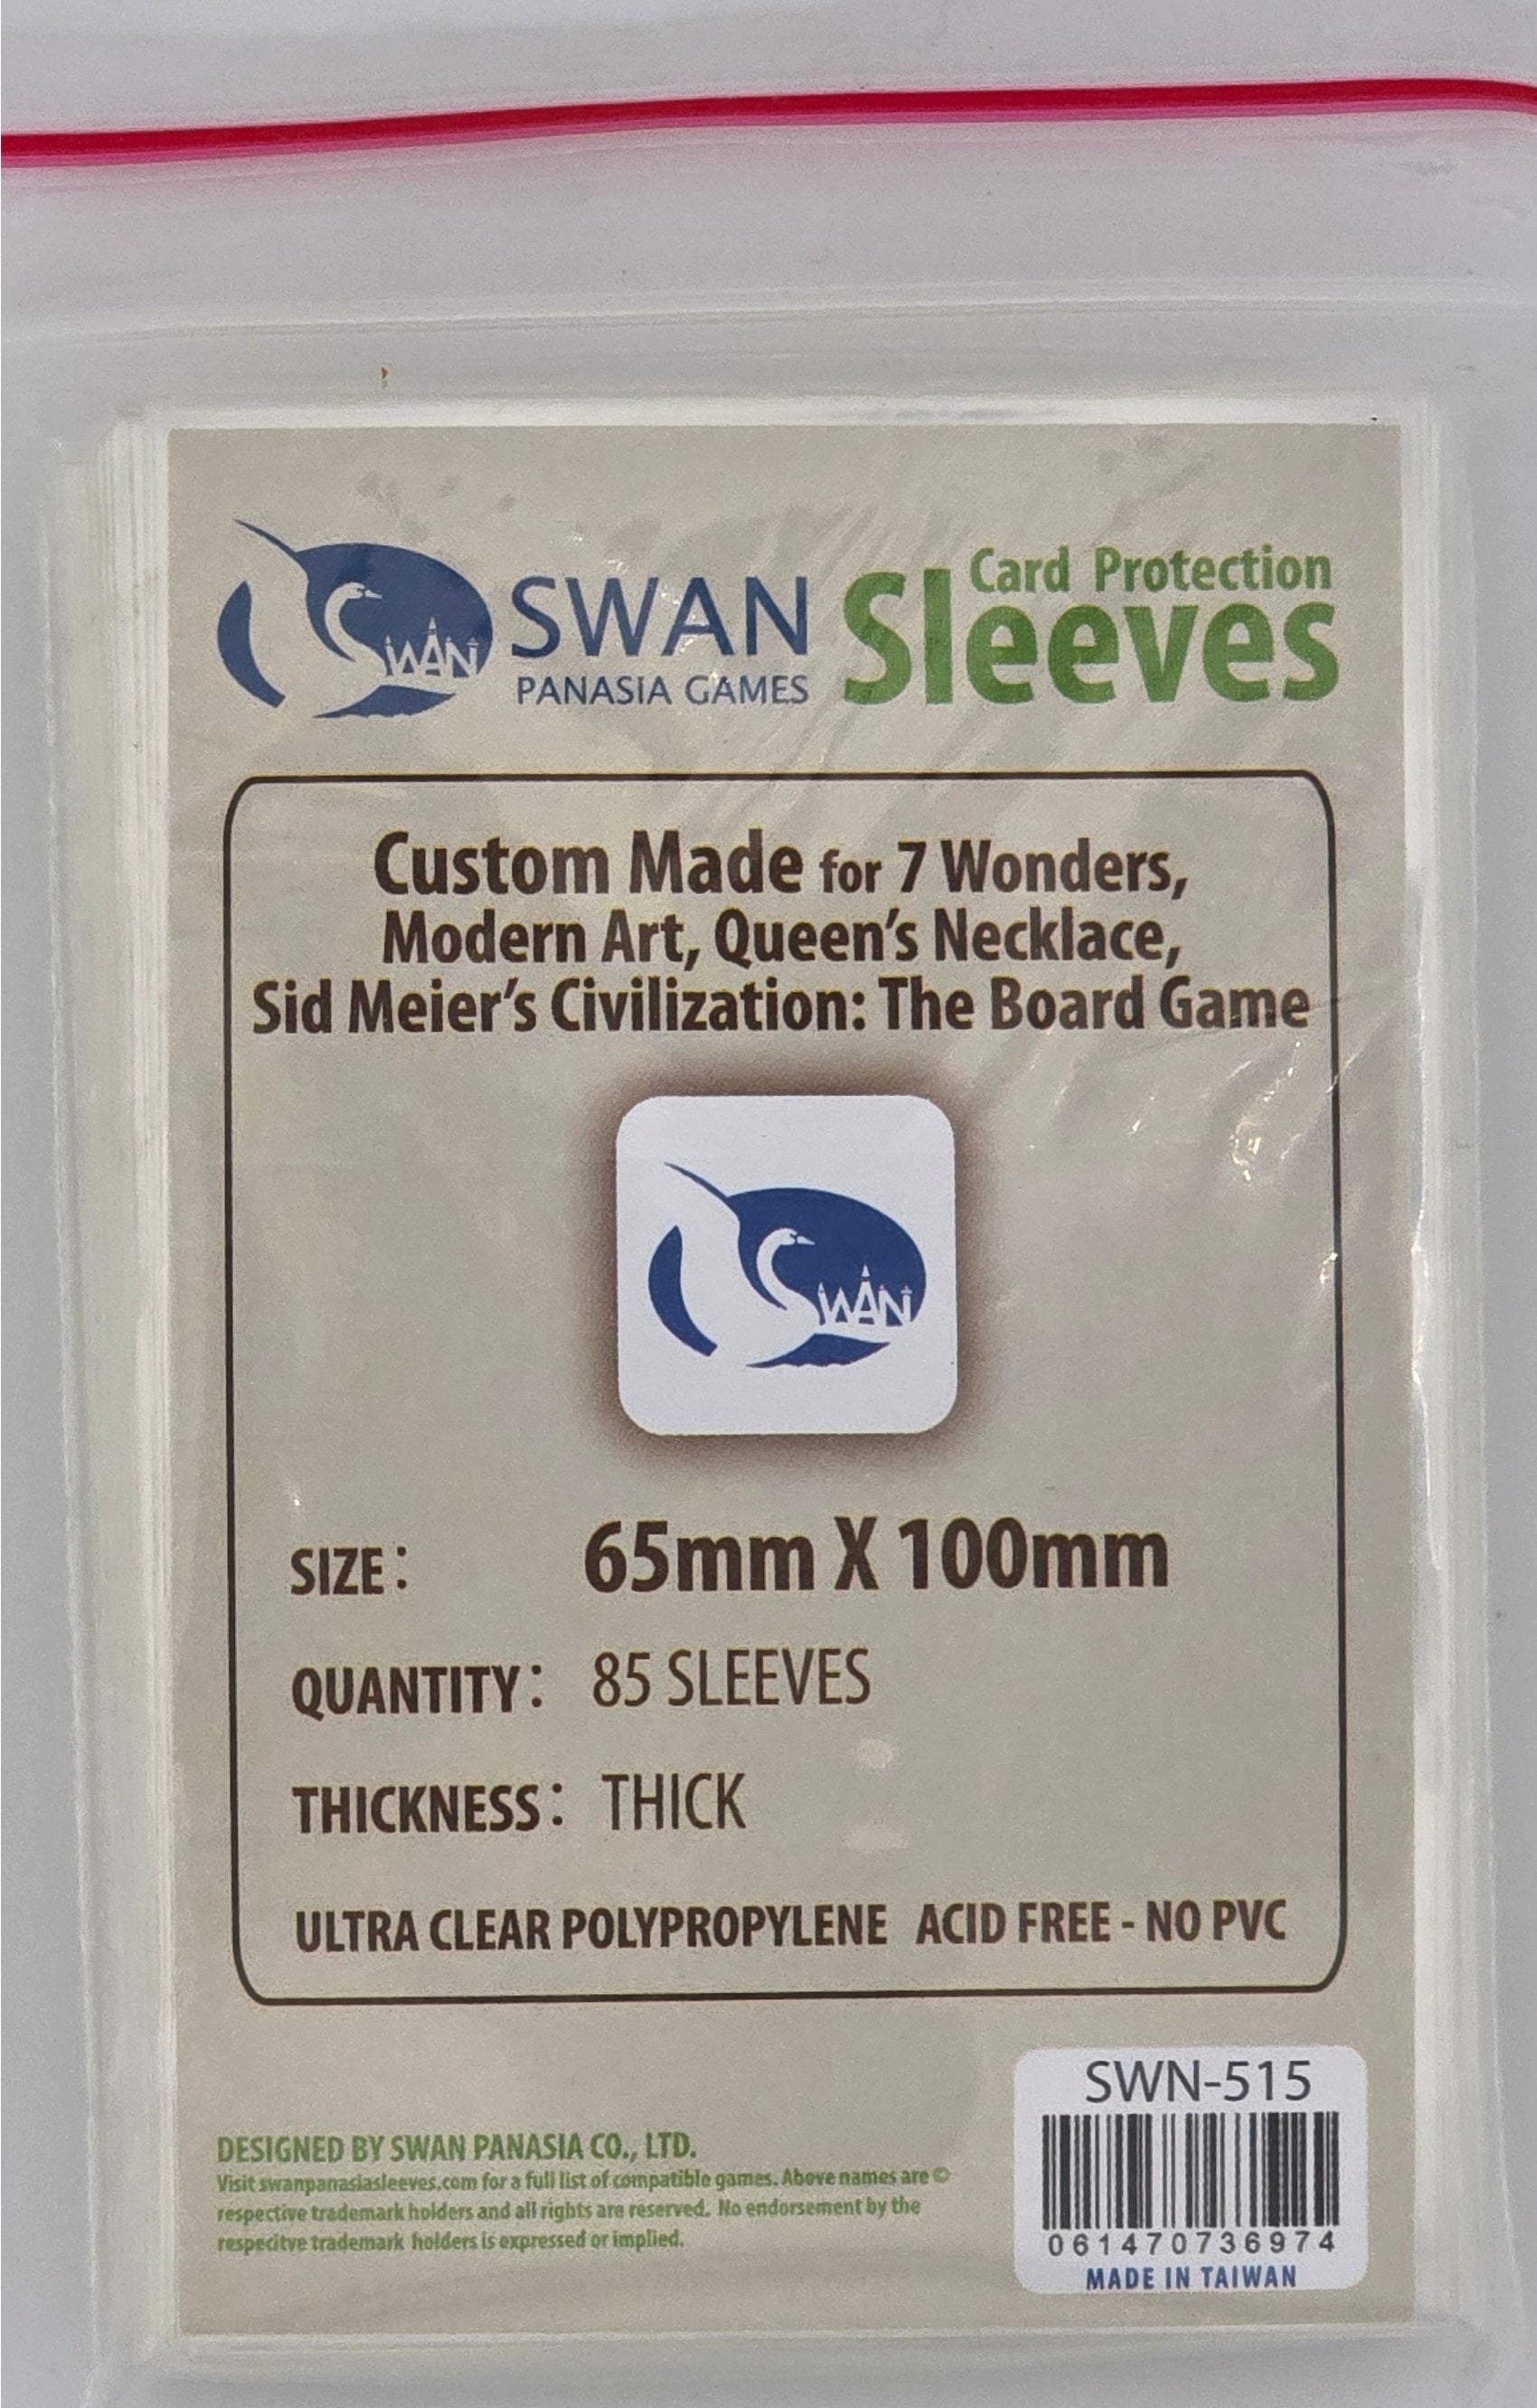 SWAN
SWAN
PANASIA GAMES
Card Protection
Sleeves
Custom Made for 7 Wonders,
Modern Art, Queen's Necklace,
Sid Meier's Civilization: The Board Game
SWAN
SIZE: 65mm X 100mm
QUANTITY: 85 SLEEVES
THICKNESS: THICK
ULTRA CLEAR POLYPROPYLENE ACID FREE - NO PVC
SWN-515
061470736974
MADE IN TAIWAN
DESIGNED BY SWAN PANASIA CO., LTD.
Visit swanpanasiasleeves.com for a full list of compatible games. Above names are ©
respective trademark holders and all rights are reserved. No endorsement by the
respecitve trademark holders is expressed or implied.